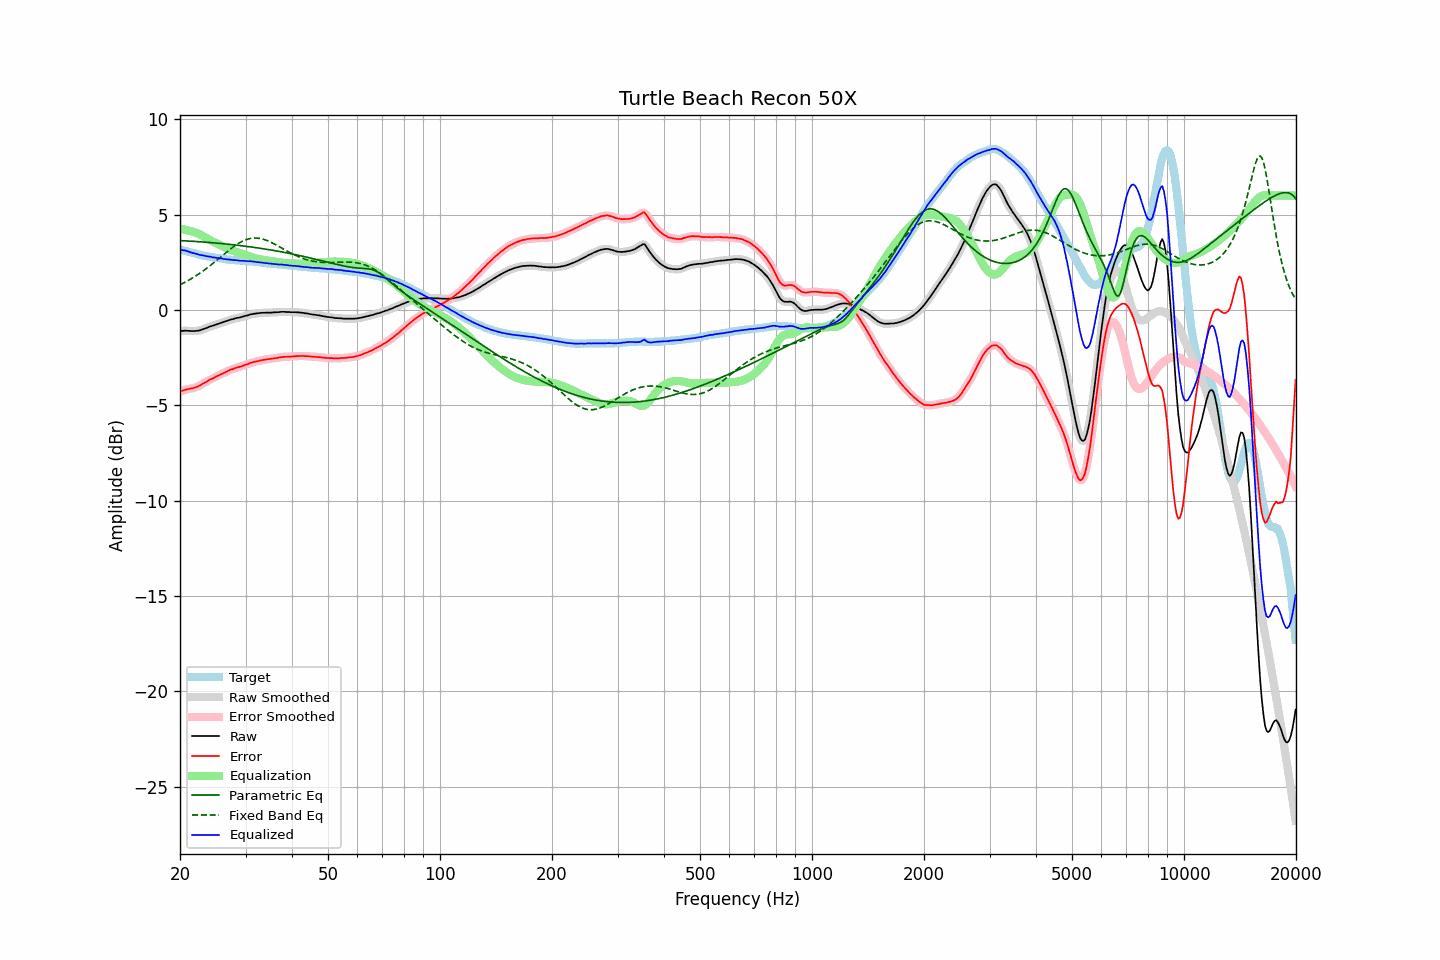 Turtle Beach Recon 50X
10
5
0
−5
−10
−15
−20
−25
Amplitude (dBr)
Target
Raw Smoothed
Error Smoothed
Raw
Error
Equalization
Parametric Eq
Fixed Band Eq
Equalized
20 50 100 200 500 1000 2000 5000 10000 20000
Frequency (Hz)